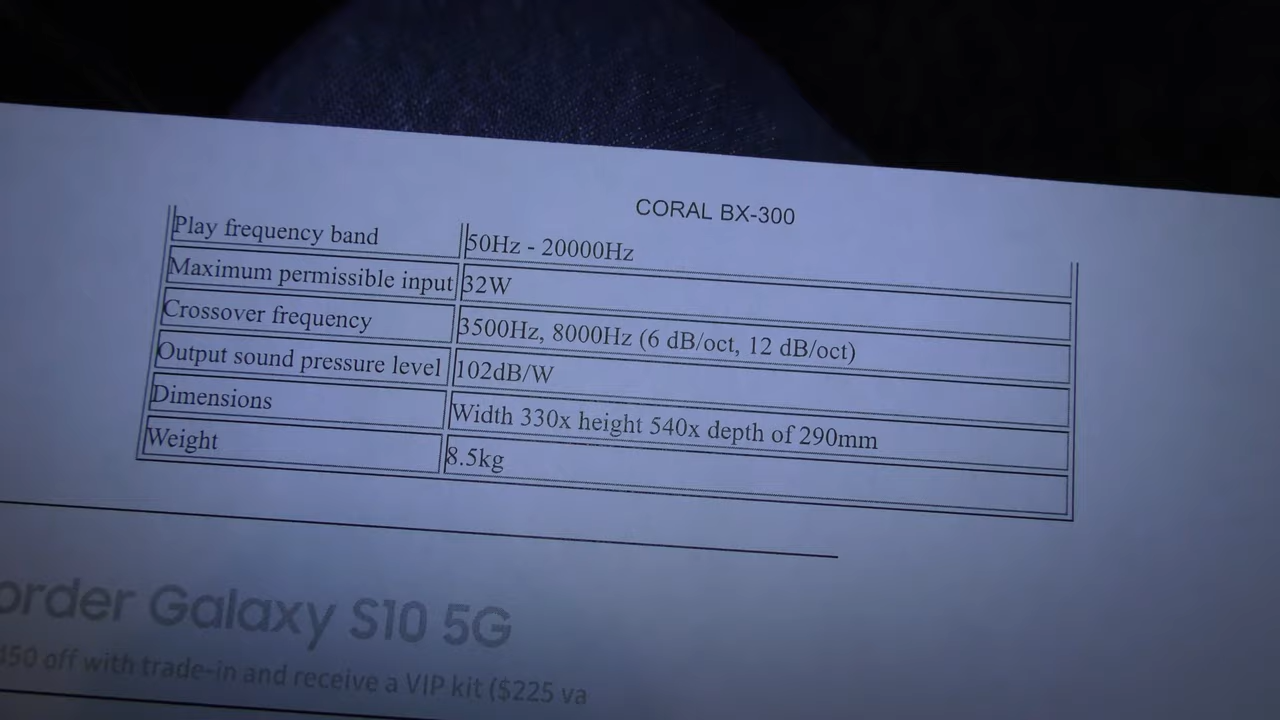 CORAL BX-300
Play frequency band 50Hz - 20000Hz
Maximum permissible input 32W
Crossover frequency 3500Hz, 8000Hz (6 dB/oct, 12 dB/oct)
Output sound pressure level 102dB/W
Dimensions Width 330x height 540x depth of 290mm
Weight 8.5kg
order Galaxy S10 5G
off with trade-in and receive a VIP kit ($225 va